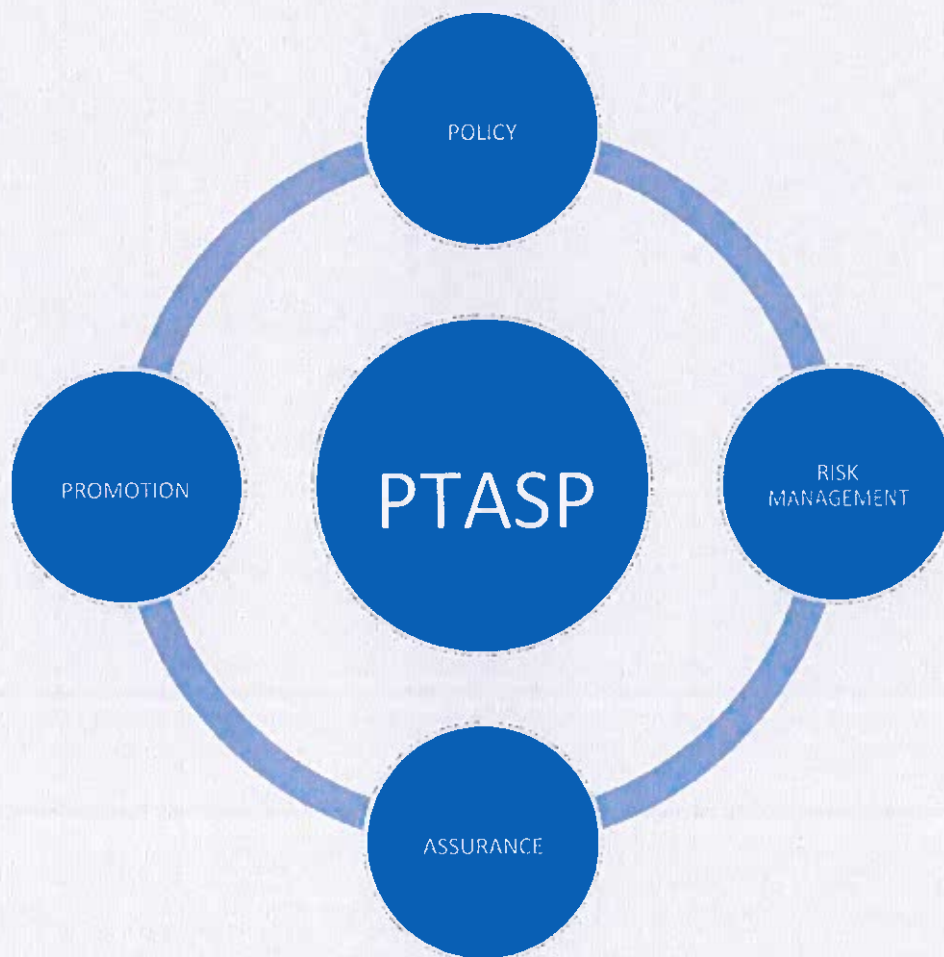 POLICY
PROMOTION
PTASP
RISK
MANAGEMENT
ASSURANCE